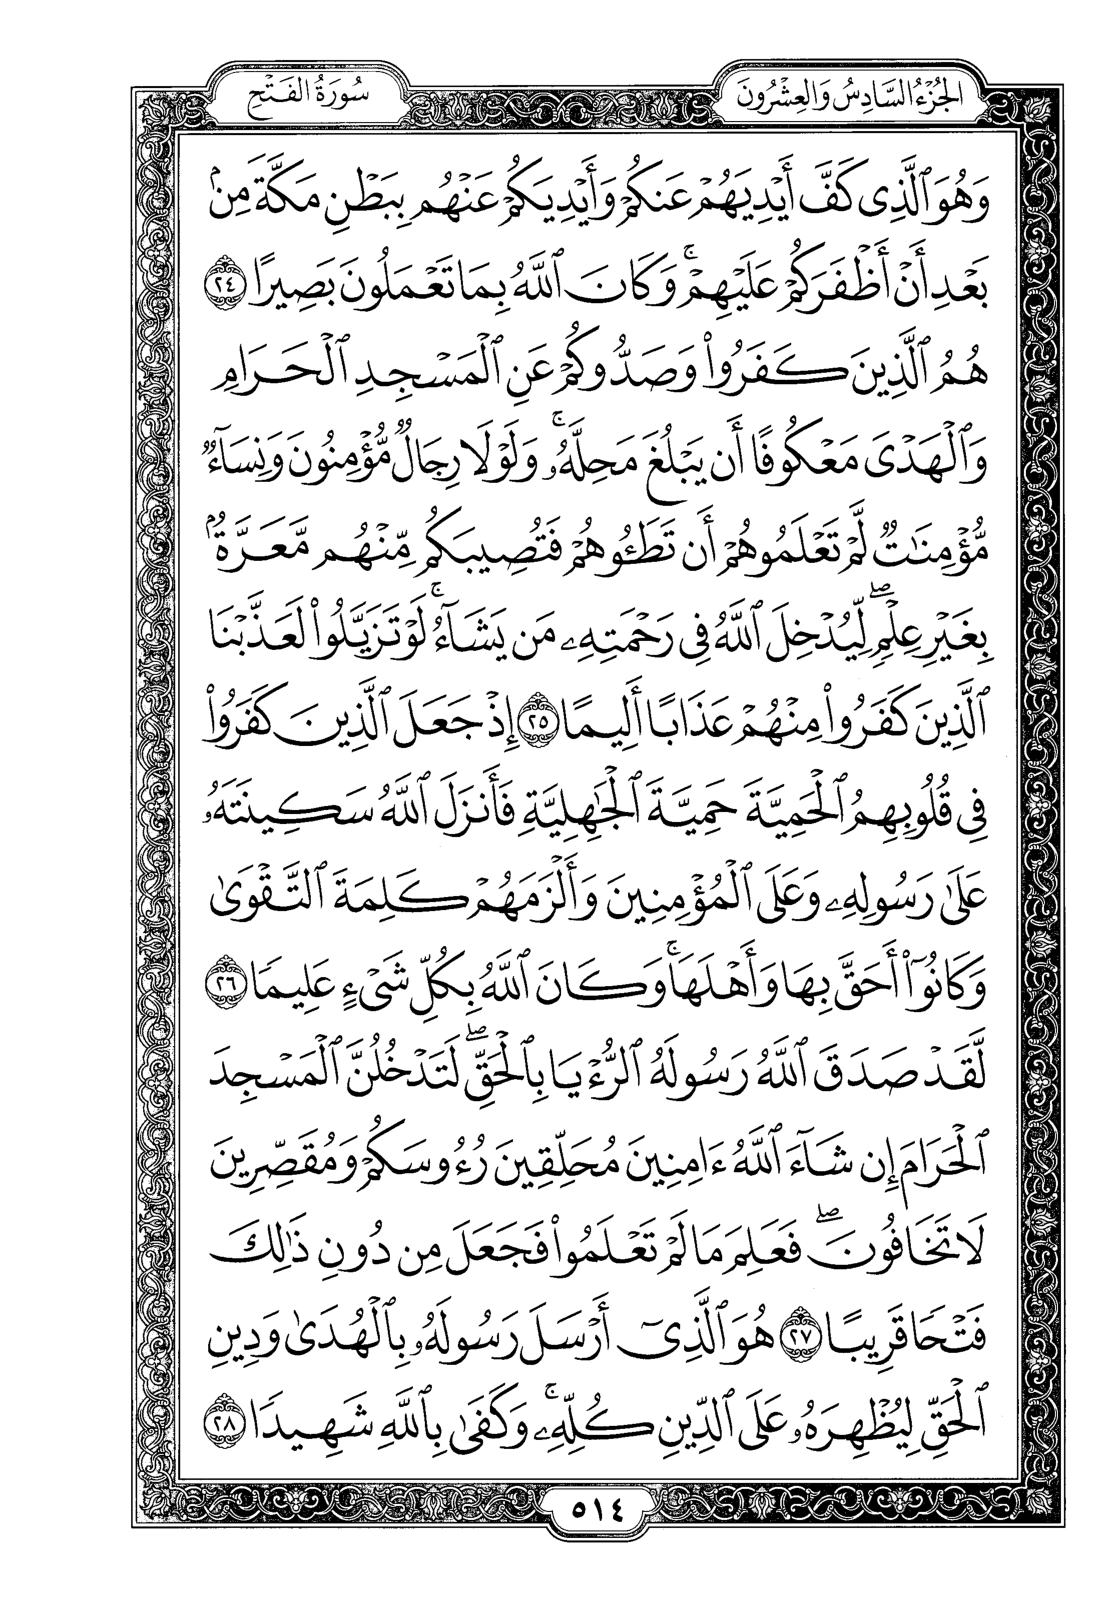 الجُزْءُ السَّادِسُ وَالعِشْرُونَ
سُورَةُ الفَتْحِ
وَهُوَ ٱلَّذِى كَفَّ أَيْدِيَهُمْ عَنكُمْ وَأَيْدِيَكُمْ عَنْهُم بِبَطْنِ مَكَّةَ مِنۢ
بَعْدِ أَنْ أَظْفَرَكُمْ عَلَيْهِمْ ۚ وَكَانَ ٱللَّهُ بِمَا تَعْمَلُونَ بَصِيرًا ٢٤
هُمُ ٱلَّذِينَ كَفَرُوا۟ وَصَدُّوكُمْ عَنِ ٱلْمَسْجِدِ ٱلْحَرَامِ
وَٱلْهَدْىَ مَعْكُوفًا أَن يَبْلُغَ مَحِلَّهُۥ ۚ وَلَوْلَا رِجَالٌ مُّؤْمِنُونَ وَنِسَآءٌ
مُّؤْمِنَـٰتٌ لَّمْ تَعْلَمُوهُمْ أَن تَطَـُٔوهُمْ فَتُصِيبَكُم مِّنْهُم مَّعَرَّةٌۢ
بِغَيْرِ عِلْمٍ ۖ لِّيُدْخِلَ ٱللَّهُ فِى رَحْمَتِهِۦ مَن يَشَآءُ ۚ لَوْ تَزَيَّلُوا۟ لَعَذَّبْنَا
ٱلَّذِينَ كَفَرُوا۟ مِنْهُمْ عَذَابًا أَلِيمًا ٢٥ إِذْ جَعَلَ ٱلَّذِينَ كَفَرُوا۟
فِى قُلُوبِهِمُ ٱلْحَمِيَّةَ حَمِيَّةَ ٱلْجَـٰهِلِيَّةِ فَأَنزَلَ ٱللَّهُ سَكِينَتَهُۥ
عَلَىٰ رَسُولِهِۦ وَعَلَى ٱلْمُؤْمِنِينَ وَأَلْزَمَهُمْ كَلِمَةَ ٱلتَّقْوَىٰ
وَكَانُوٓا۟ أَحَقَّ بِهَا وَأَهْلَهَا ۚ وَكَانَ ٱللَّهُ بِكُلِّ شَىْءٍ عَلِيمًا ٢٦
لَّقَدْ صَدَقَ ٱللَّهُ رَسُولَهُ ٱلرُّءْيَا بِٱلْحَقِّ ۖ لَتَدْخُلُنَّ ٱلْمَسْجِدَ
ٱلْحَرَامَ إِن شَآءَ ٱللَّهُ ءَامِنِينَ مُحَلِّقِينَ رُءُوسَكُمْ وَمُقَصِّرِينَ
لَا تَخَافُونَ ۖ فَعَلِمَ مَا لَمْ تَعْلَمُوا۟ فَجَعَلَ مِن دُونِ ذَٰلِكَ
فَتْحًا قَرِيبًا ٢٧ هُوَ ٱلَّذِىٓ أَرْسَلَ رَسُولَهُۥ بِٱلْهُدَىٰ وَدِينِ
ٱلْحَقِّ لِيُظْهِرَهُۥ عَلَى ٱلدِّينِ كُلِّهِۦ ۚ وَكَفَىٰ بِٱللَّهِ شَهِيدًا ٢٨
٥١٤